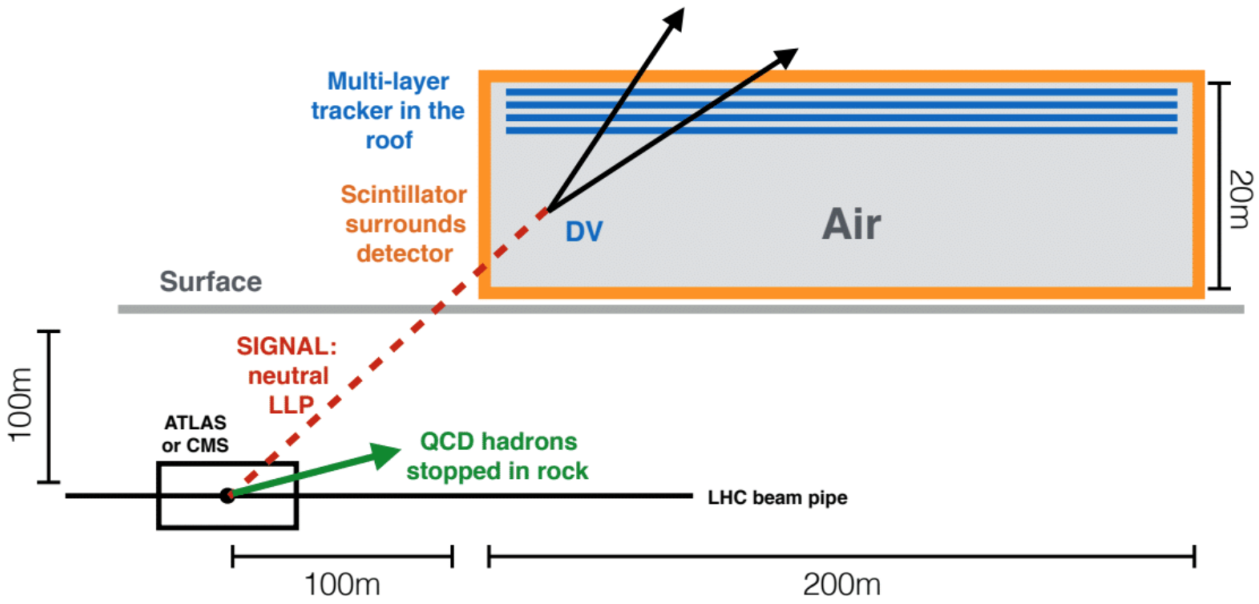 Multi-layer
tracker in the
roof
Scintillator
surrounds
detector
DV
Air
20m
Surface
100m
SIGNAL:
neutral
LLP
ATLAS
or CMS
QCD hadrons
stopped in rock
LHC beam pipe
100m
200m